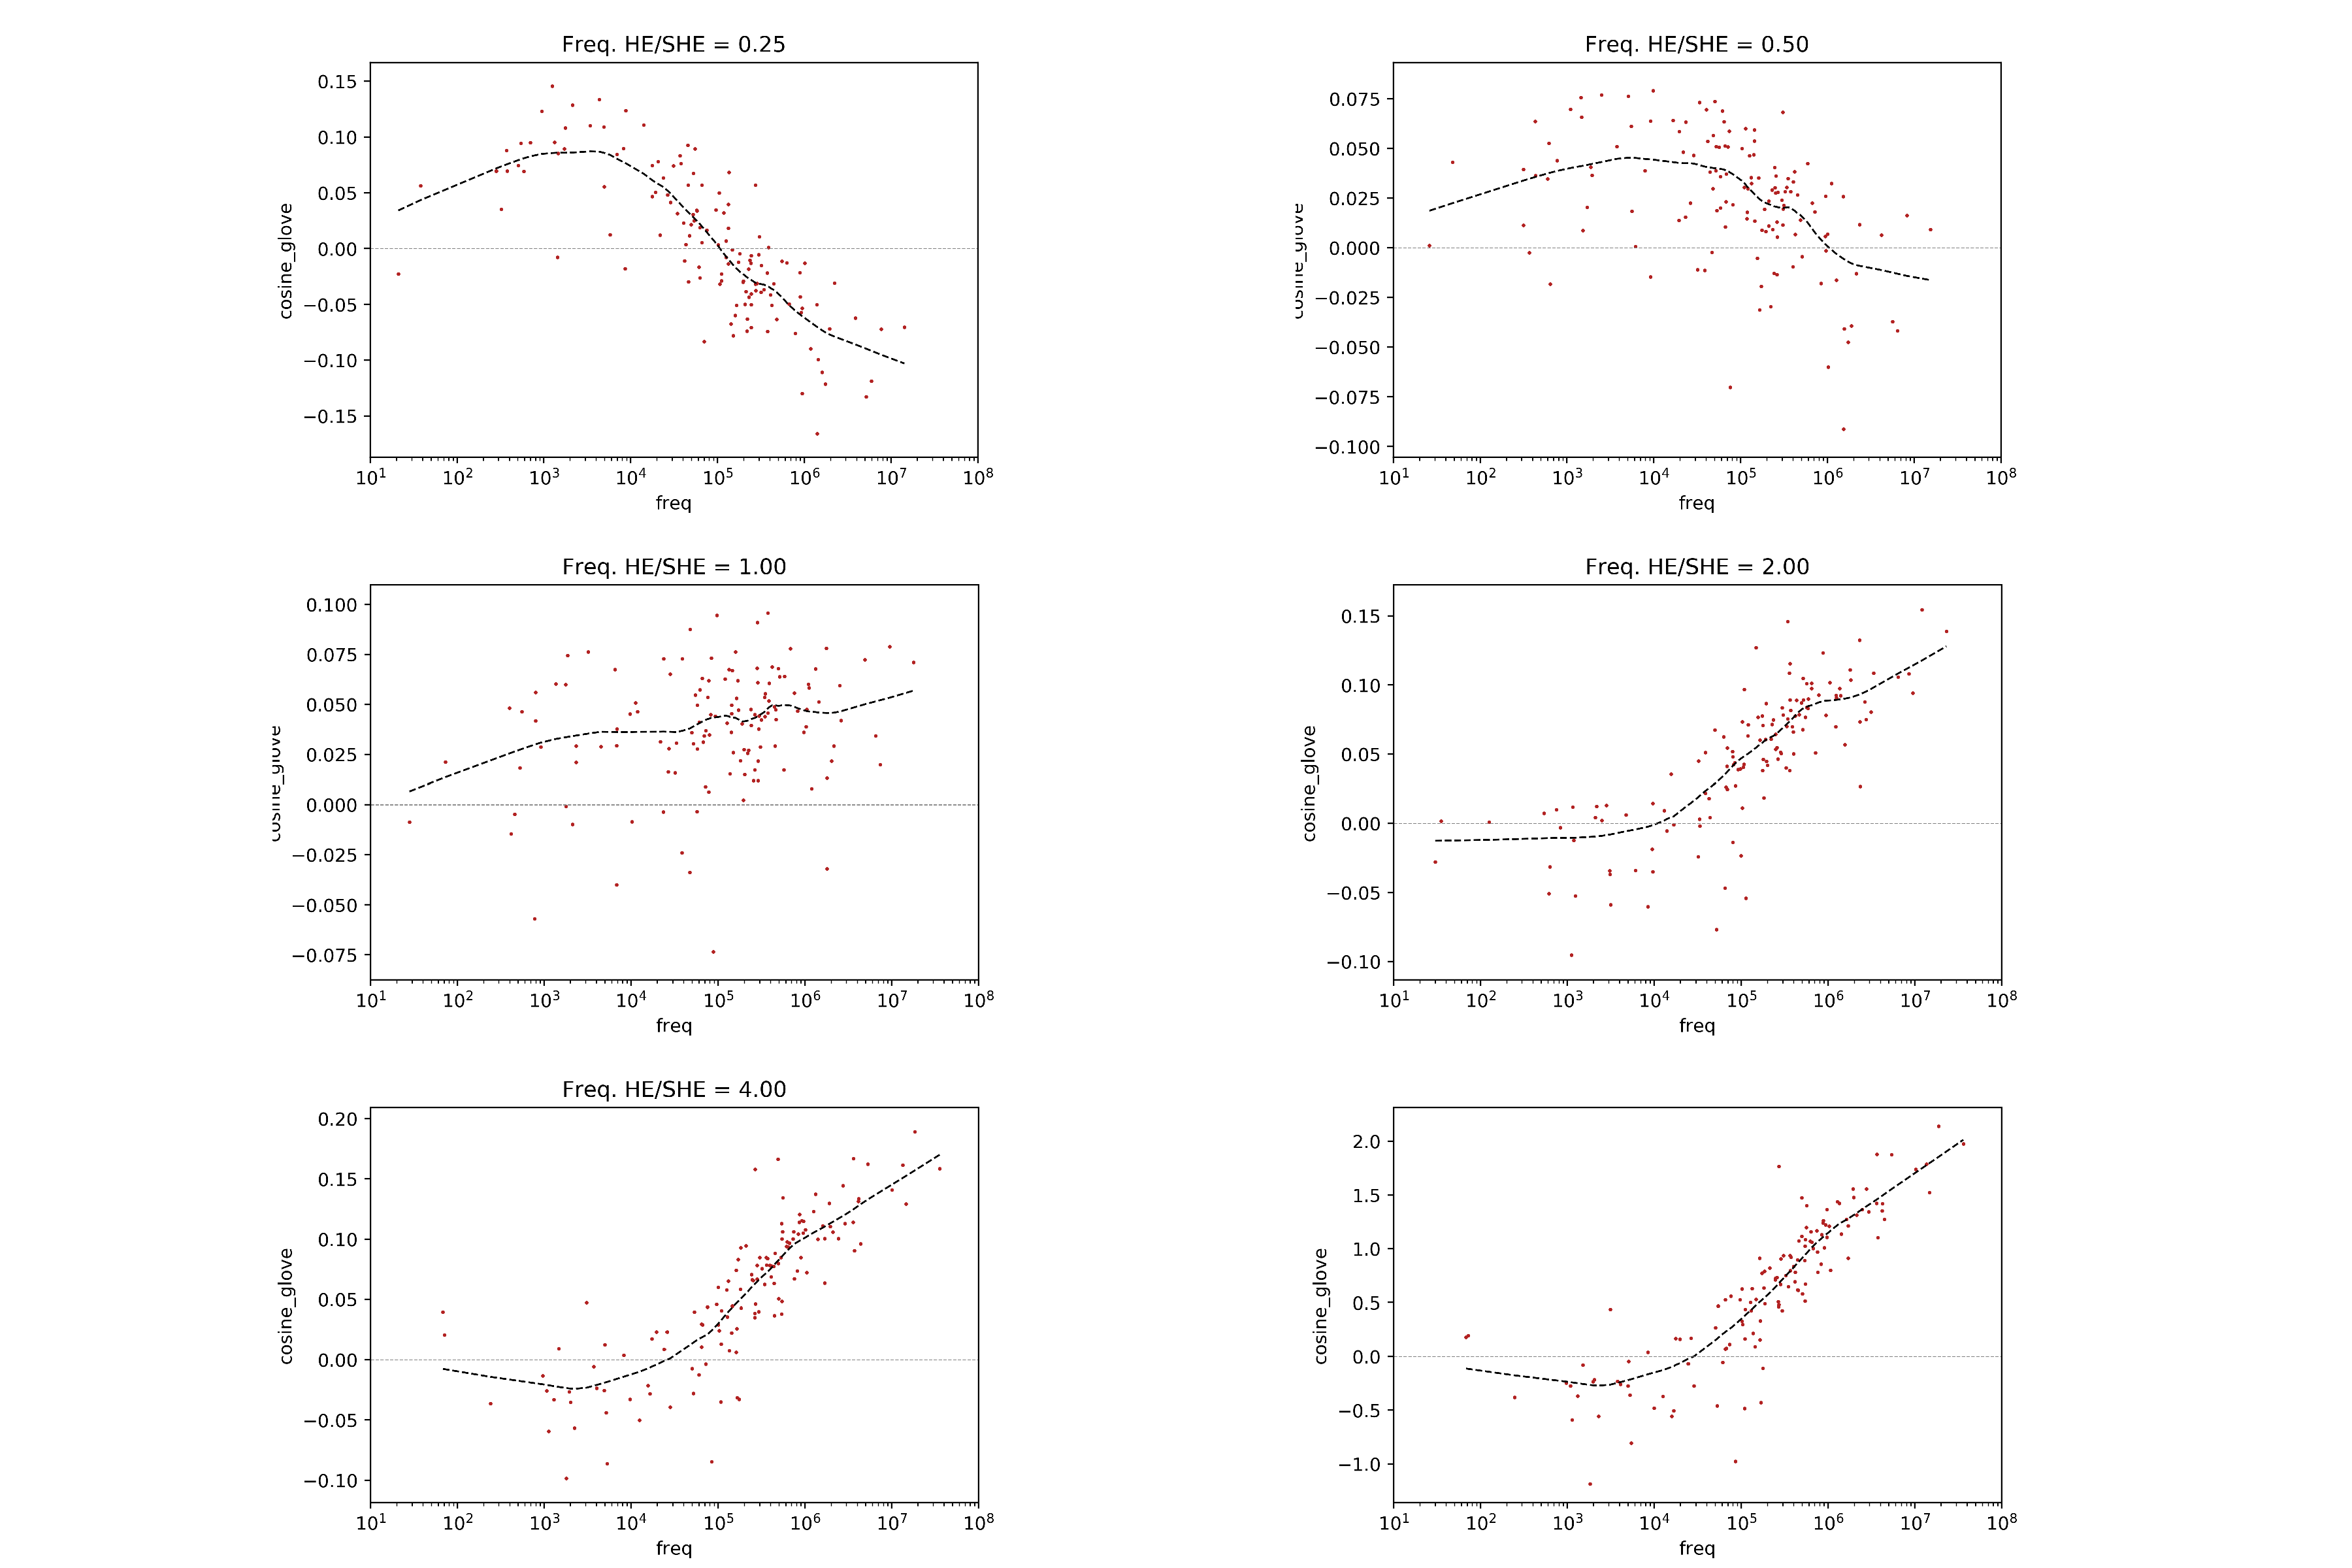 Freq. HE/SHE = 0.25
0.15
0.10
0.05
0.00
−0.05
−0.10
−0.15
cosine_glove
10¹ 10² 10³ 10⁴ 10⁵ 10⁶ 10⁷ 10⁸
freq
Freq. HE/SHE = 0.50
0.075
0.050
0.025
0.000
−0.025
−0.050
−0.075
−0.100
cosine_glove
10¹ 10² 10³ 10⁴ 10⁵ 10⁶ 10⁷ 10⁸
freq
Freq. HE/SHE = 1.00
0.100
0.075
0.050
0.025
0.000
−0.025
−0.050
−0.075
cosine_glove
10¹ 10² 10³ 10⁴ 10⁵ 10⁶ 10⁷ 10⁸
freq
Freq. HE/SHE = 2.00
0.15
0.10
0.05
0.00
−0.05
−0.10
cosine_glove
10¹ 10² 10³ 10⁴ 10⁵ 10⁶ 10⁷ 10⁸
freq
Freq. HE/SHE = 4.00
0.20
0.15
0.10
0.05
0.00
−0.05
−0.10
cosine_glove
10¹ 10² 10³ 10⁴ 10⁵ 10⁶ 10⁷ 10⁸
freq
2.0
1.5
1.0
0.5
0.0
−0.5
−1.0
cosine_glove
10¹ 10² 10³ 10⁴ 10⁵ 10⁶ 10⁷ 10⁸
freq